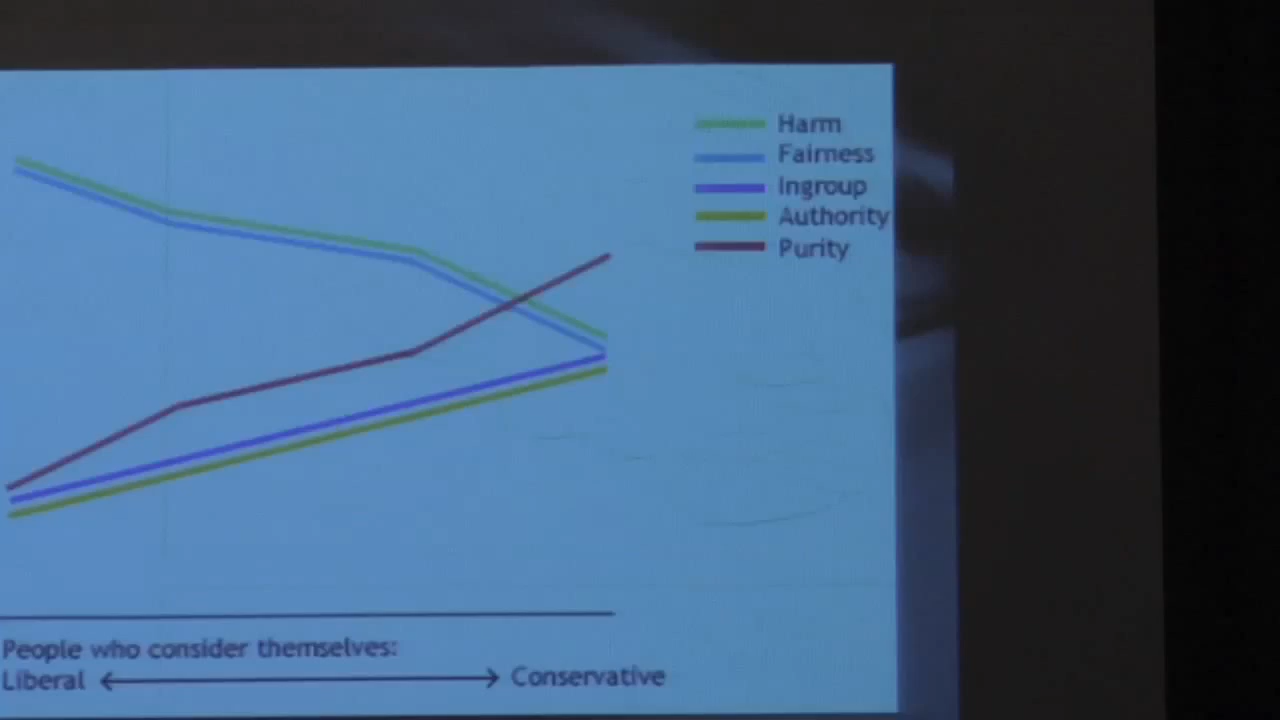 Harm
Fairness
Ingroup
Authority
Purity
People who consider themselves:
Liberal
Conservative